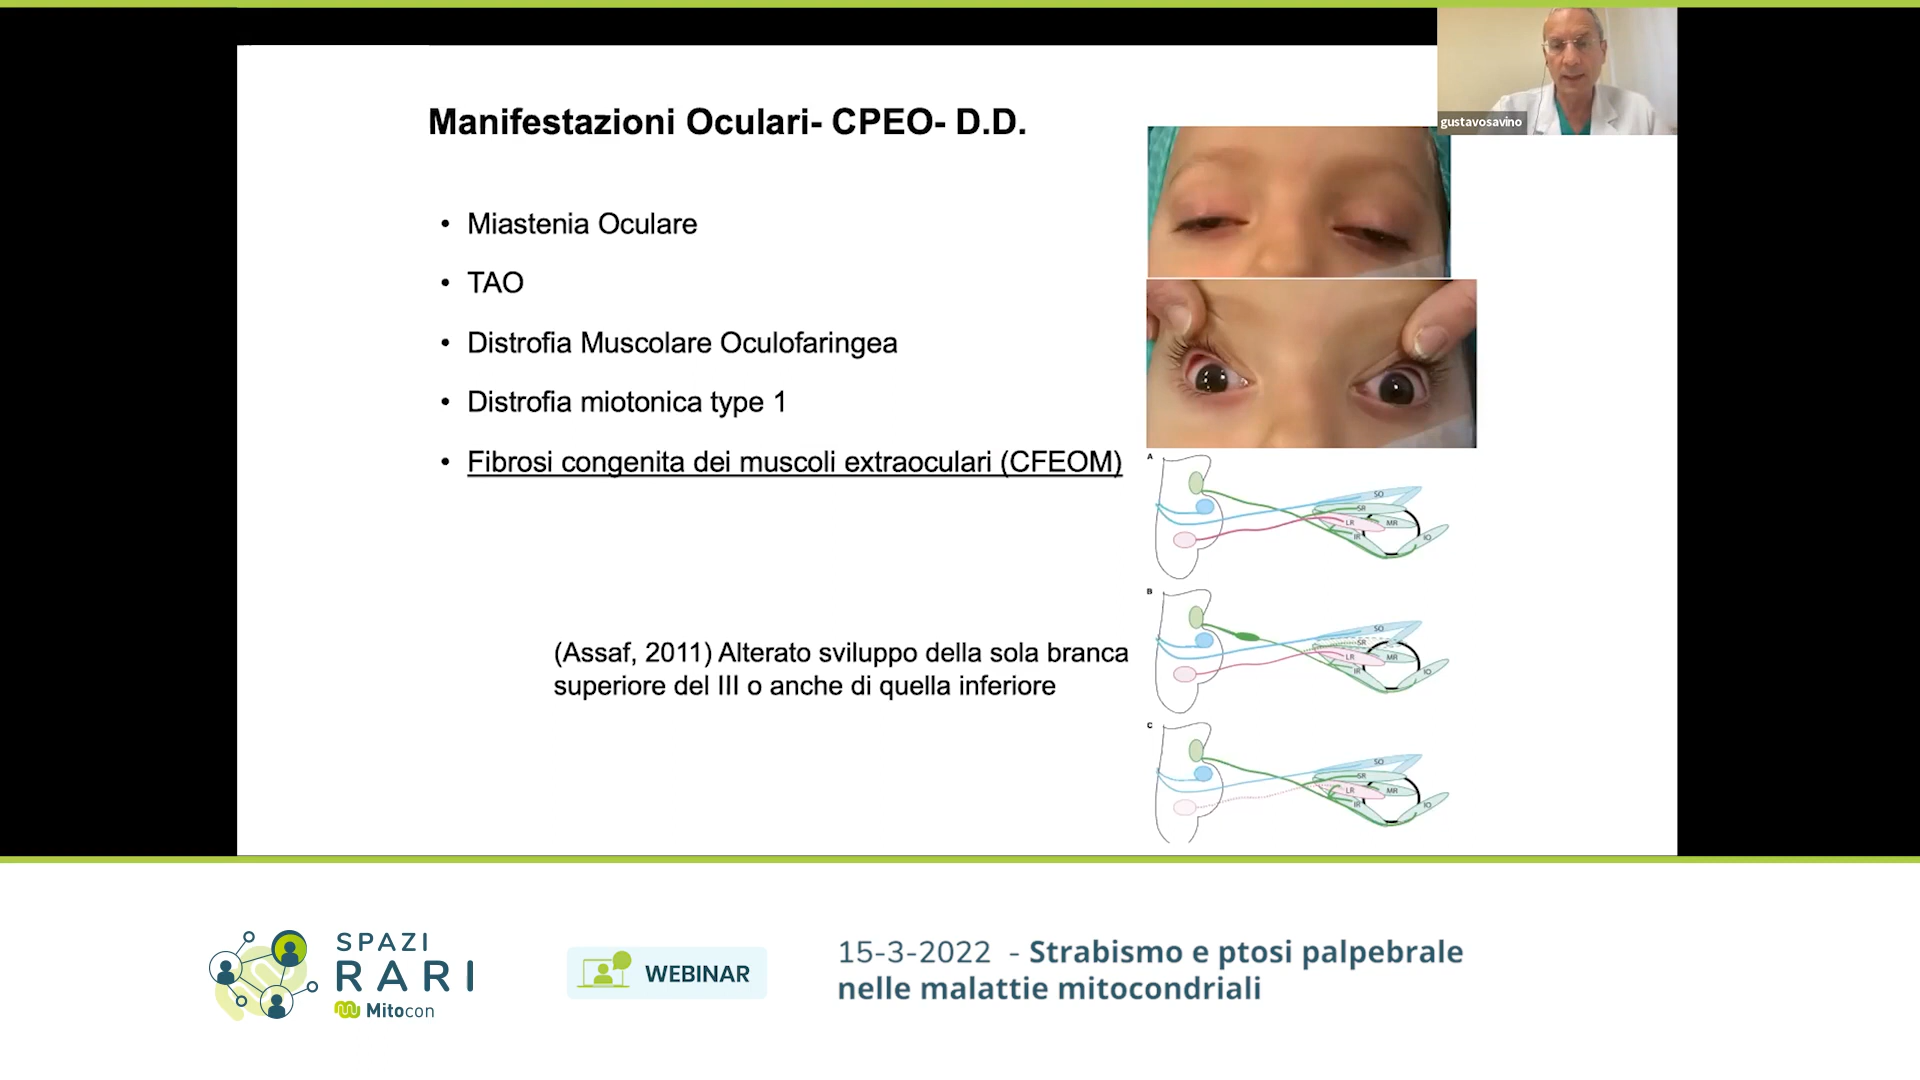 gustavosavino
Manifestazioni Oculari- CPEO- D.D.
• Miastenia Oculare
• TAO
• Distrofia Muscolare Oculofaringea
• Distrofia miotonica type 1
• Fibrosi congenita dei muscoli extraoculari (CFEOM)
(Assaf, 2011) Alterato sviluppo della sola branca
superiore del III o anche di quella inferiore
A
SO
SR
LR
MR
IR
IO
B
SO
SR
LR
MR
IR
IO
C
SO
SR
LR
MR
IR
IO
SPAZI
RARI
Mitocon
WEBINAR
15-3-2022 - Strabismo e ptosi palpebrale
nelle malattie mitocondriali